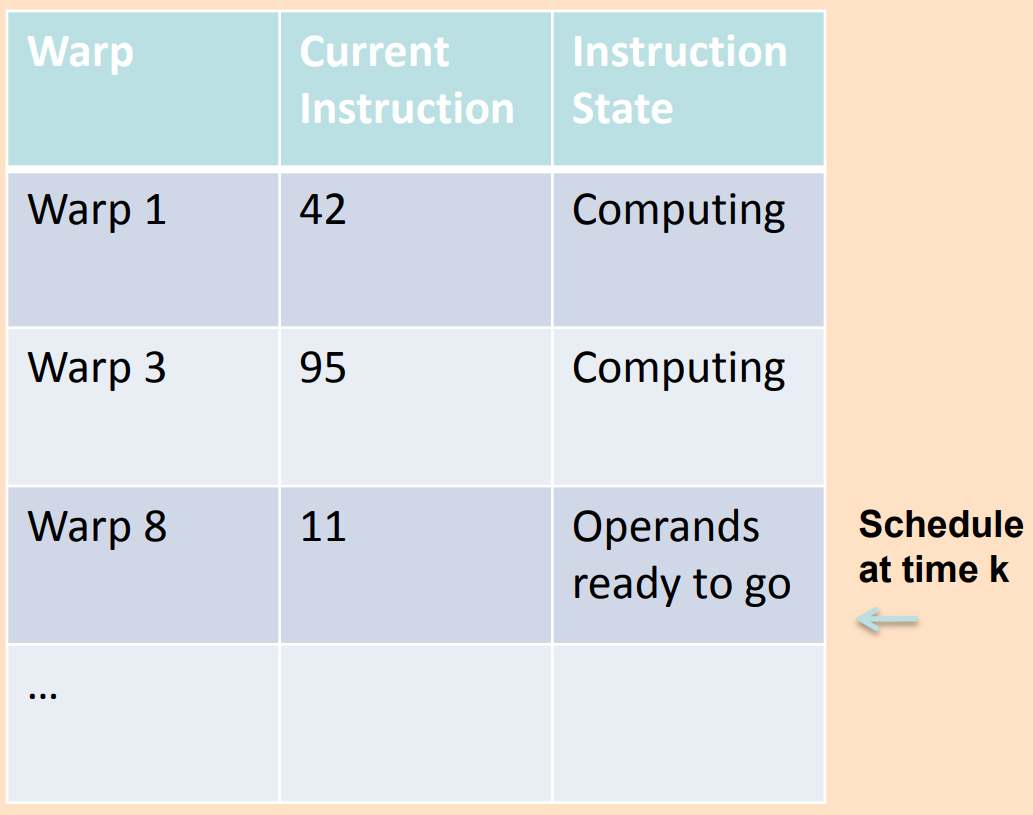 Warp
Current
Instruction
Instruction
State
Warp 1
42
Computing
Warp 3
95
Computing
Warp 8
11
Operands
ready to go
Schedule
at time k
...